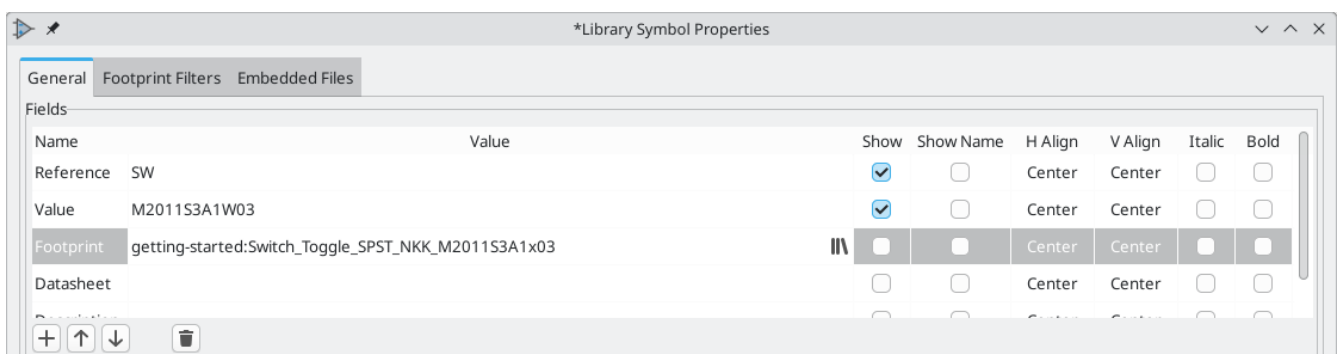 *Library Symbol Properties
General Footprint Filters Embedded Files
Fields
Name Value Show Show Name H Align V Align Italic Bold
Reference SW Center Center
Value M2011S3A1W03 Center Center
Footprint getting-started:Switch_Toggle_SPST_NKK_M2011S3A1x03 Center Center
Datasheet Center Center